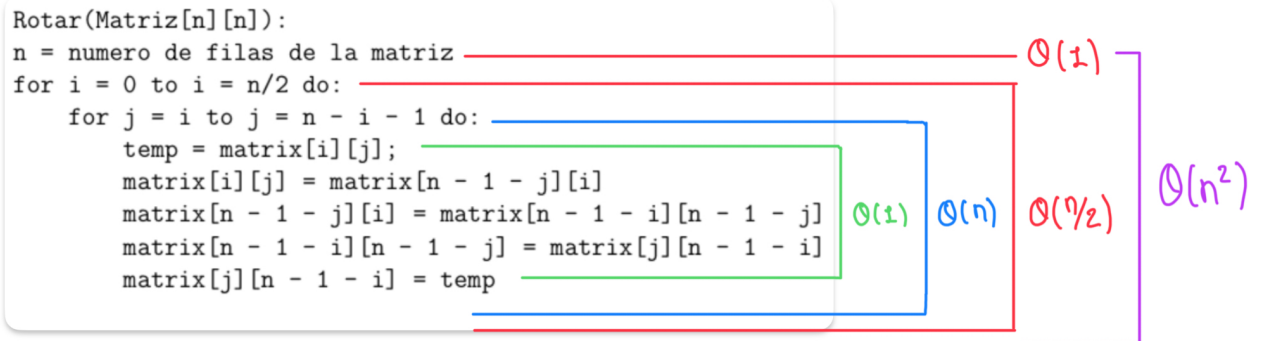 Rotar(Matriz[n][n]):
n = numero de filas de la matriz
O(1)
for i = 0 to i = n/2 do:
for j = i to j = n - i - 1 do:
temp = matrix[i][j];
matrix[i][j] = matrix[n - 1 - j][i]
matrix[n - 1 - j][i] = matrix[n - 1 - i][n - 1 - j]
O(1)
O(n)
O(n/2)
O(n²)
matrix[n - 1 - i][n - 1 - j] = matrix[j][n - 1 - i]
matrix[j][n - 1 - i] = temp